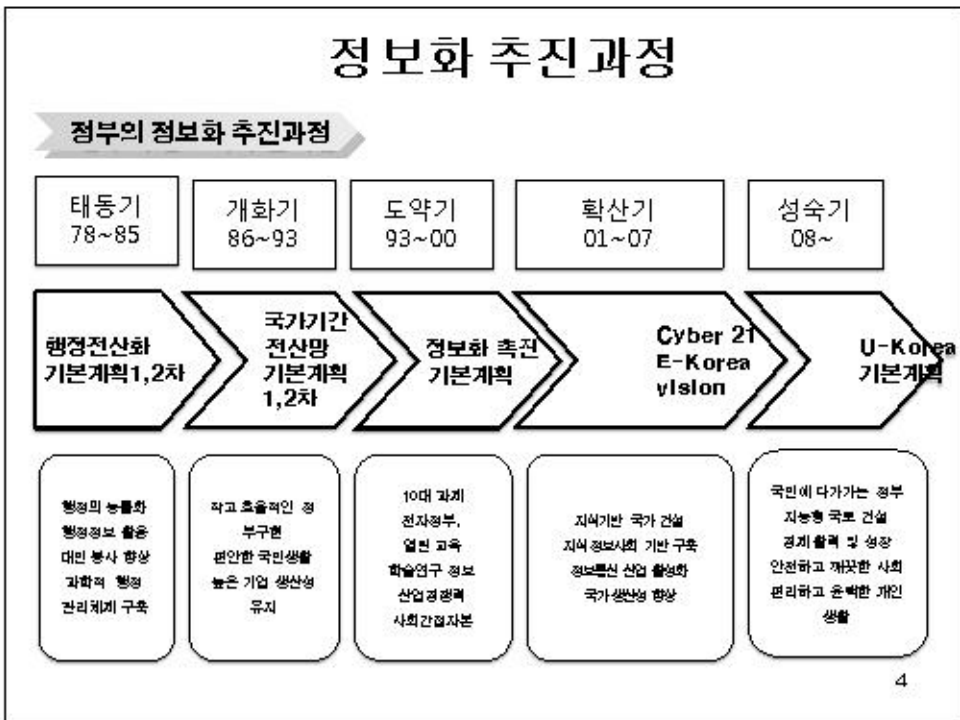 정보화 추진과정
정부의 정보화 추진과정
태동기
78~85
개화기
86~93
도약기
93~00
확산기
01~07
성숙기
08~
행정전산화
기본계획1,2차
국가기간
전산망
기본계획
1,2차
정보화 촉진
기본계획
Cyber 21
E-Korea
vision
U-Korea
기본계획
행정의 능률화
행정정보 활용
대민 봉사 향상
과학적 행정
관리체계 구축
작고 효율적인 정
부구현
편안한 국민생활
높은 기업 생산성
유지
10대 과제
전자정부,
열린 교육
학술연구 정보
산업경쟁력
사회간접자본
지식기반 국가 건설
지식 정보사회 기반 구축
정보통신 산업 활성화
국가 생산성 향상
국민에 다가가는 정부
지능형 국토 건설
경제 활력 및 성장
안전하고 깨끗한 사회
편리하고 윤택한 개인
생활
4